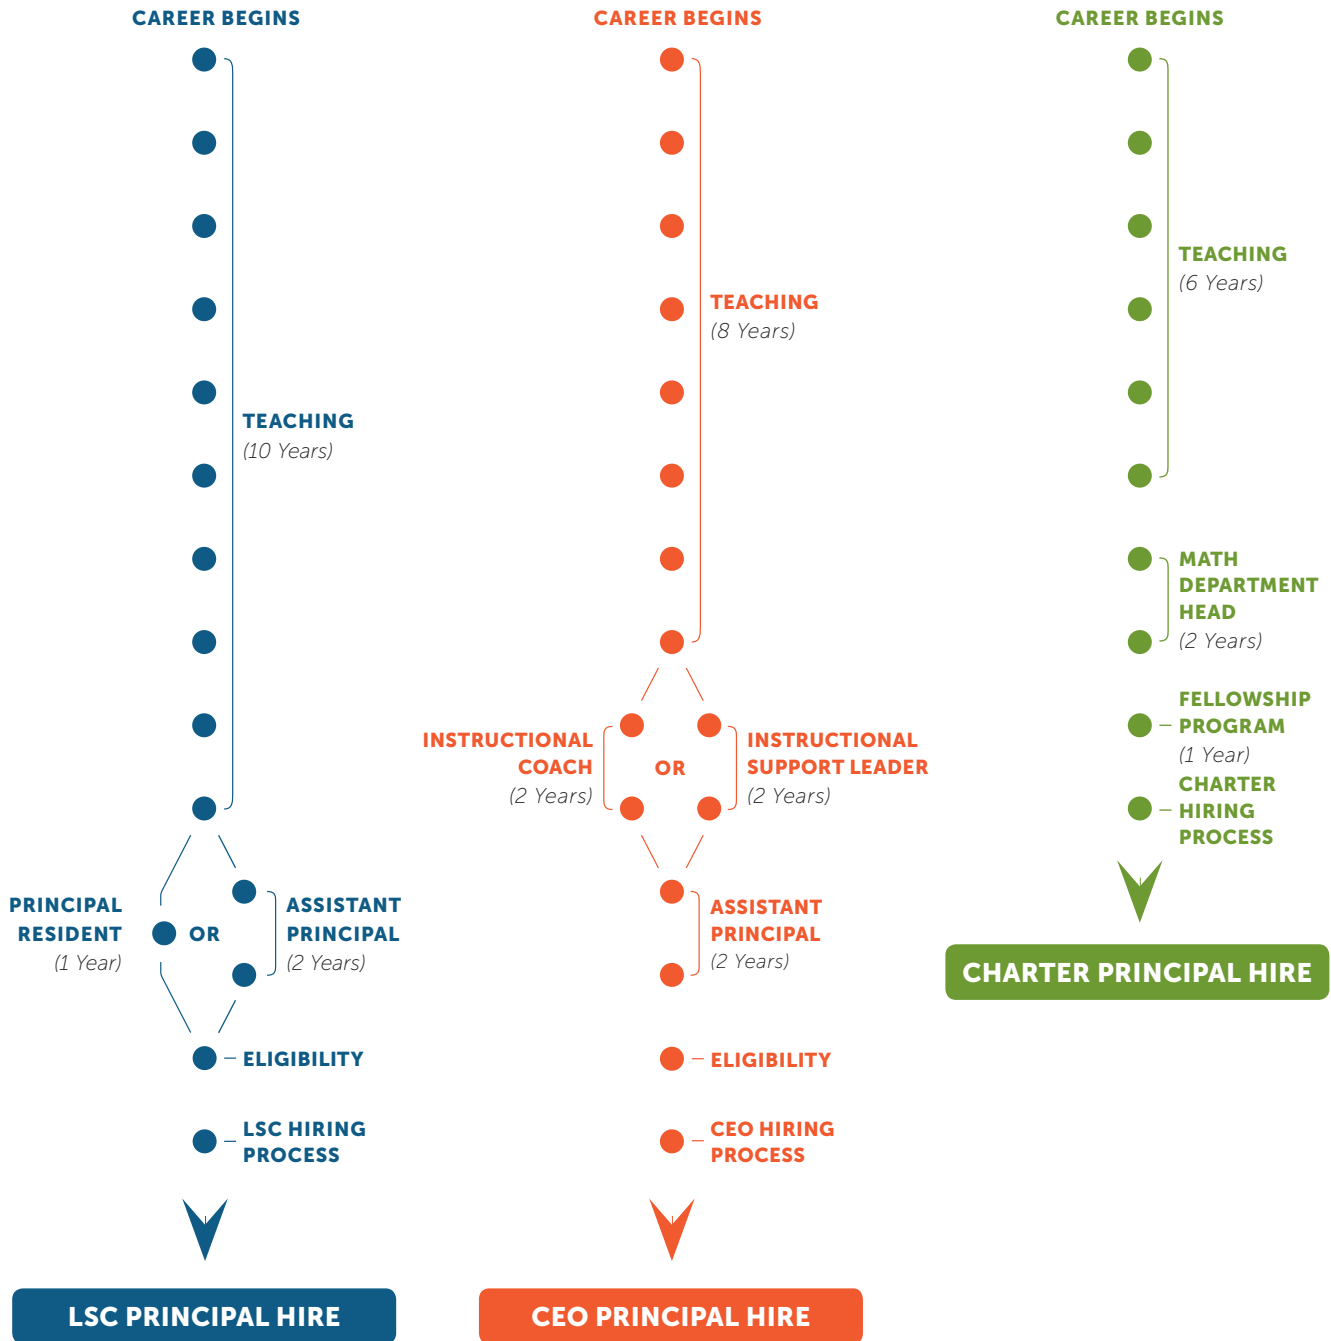 CAREER BEGINS
TEACHING
(10 Years)
PRINCIPAL
RESIDENT
(1 Year)
OR
ASSISTANT
PRINCIPAL
(2 Years)
ELIGIBILITY
LSC HIRING
PROCESS
LSC PRINCIPAL HIRE
CAREER BEGINS
TEACHING
(8 Years)
INSTRUCTIONAL
COACH
(2 Years)
OR
INSTRUCTIONAL
SUPPORT LEADER
(2 Years)
ASSISTANT
PRINCIPAL
(2 Years)
ELIGIBILITY
CEO HIRING
PROCESS
CEO PRINCIPAL HIRE
CAREER BEGINS
TEACHING
(6 Years)
MATH
DEPARTMENT
HEAD
(2 Years)
FELLOWSHIP
PROGRAM
(1 Year)
CHARTER
HIRING
PROCESS
CHARTER PRINCIPAL HIRE